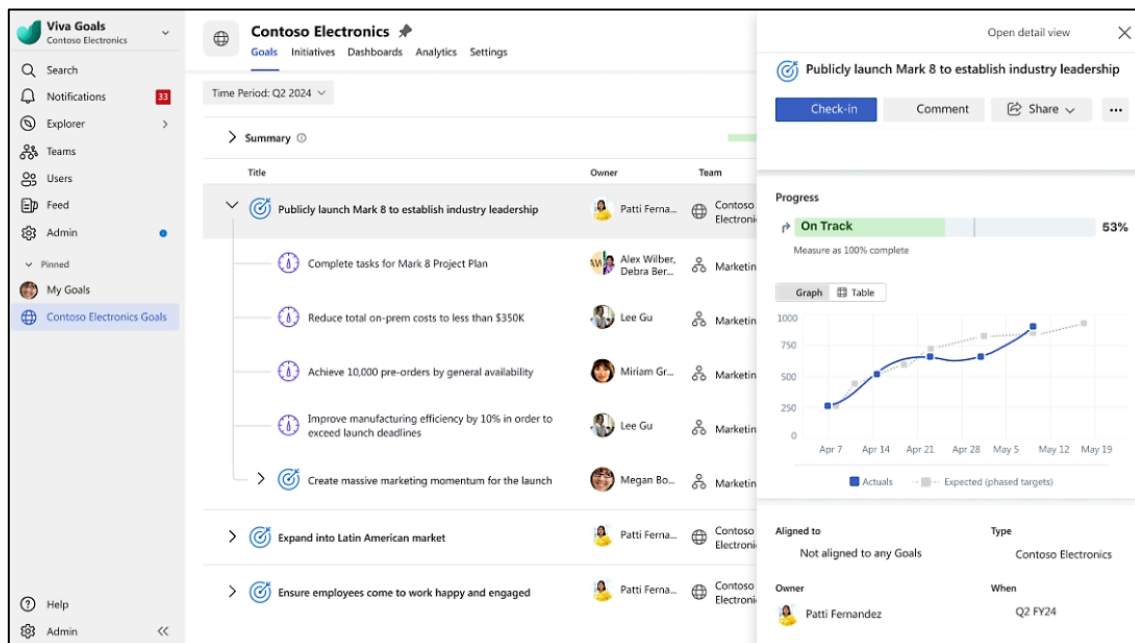 Viva Goals
Contoso Electronics
Search
Notifications 33
Explorer
Teams
Users
Feed
Admin
Pinned
My Goals
Contoso Electronics Goals
Help
Admin
Contoso Electronics
Goals Initiatives Dashboards Analytics Settings
Time Period: Q2 2024
Summary
Title Owner Team
Publicly launch Mark 8 to establish industry leadership Patti Ferna... Contoso
Complete tasks for Mark 8 Project Plan Alex Wilber,
Debra Ber...
Reduce total on-prem costs to less than $350K Lee Gu
Achieve 10,000 pre-orders by general availability Miriam Gr...
Improve manufacturing efficiency by 10% in order to
exceed launch deadlines Lee Gu
Create massive marketing momentum for the launch Megan Bo...
Expand into Latin American market Patti Ferna... Contoso
Ensure employees come to work happy and engaged Patti Ferna... Contoso
Open detail view
Publicly launch Mark 8 to establish industry leadership
Check-in Comment Share
Progress
On Track 53%
Measure as 100% complete
Graph Table
1000
750
500
250
0
Apr 7 Apr 14 Apr 21 Apr 28 May 5 May 12 May 19
Actuals Expected (phased targets)
Aligned to Type
Not aligned to any Goals Contoso Electronics
Owner When
Patti Fernandez Q2 FY24